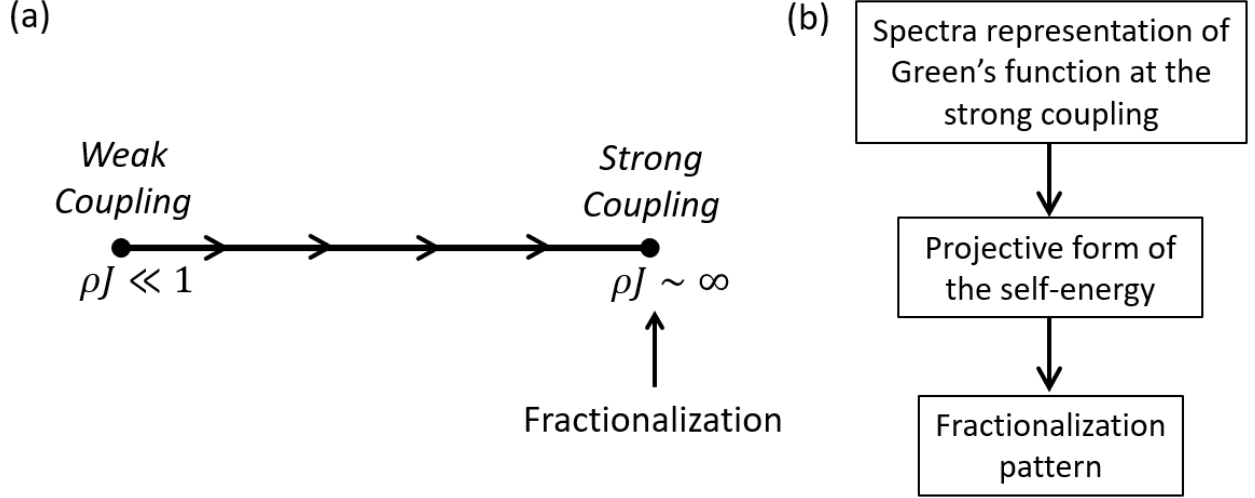 (a)
Weak
Coupling
ρJ ≪ 1
Strong
Coupling
ρJ ~ ∞
Fractionalization
(b)
Spectra representation of
Green's function at the
strong coupling
Projective form of
the self-energy
Fractionalization
pattern